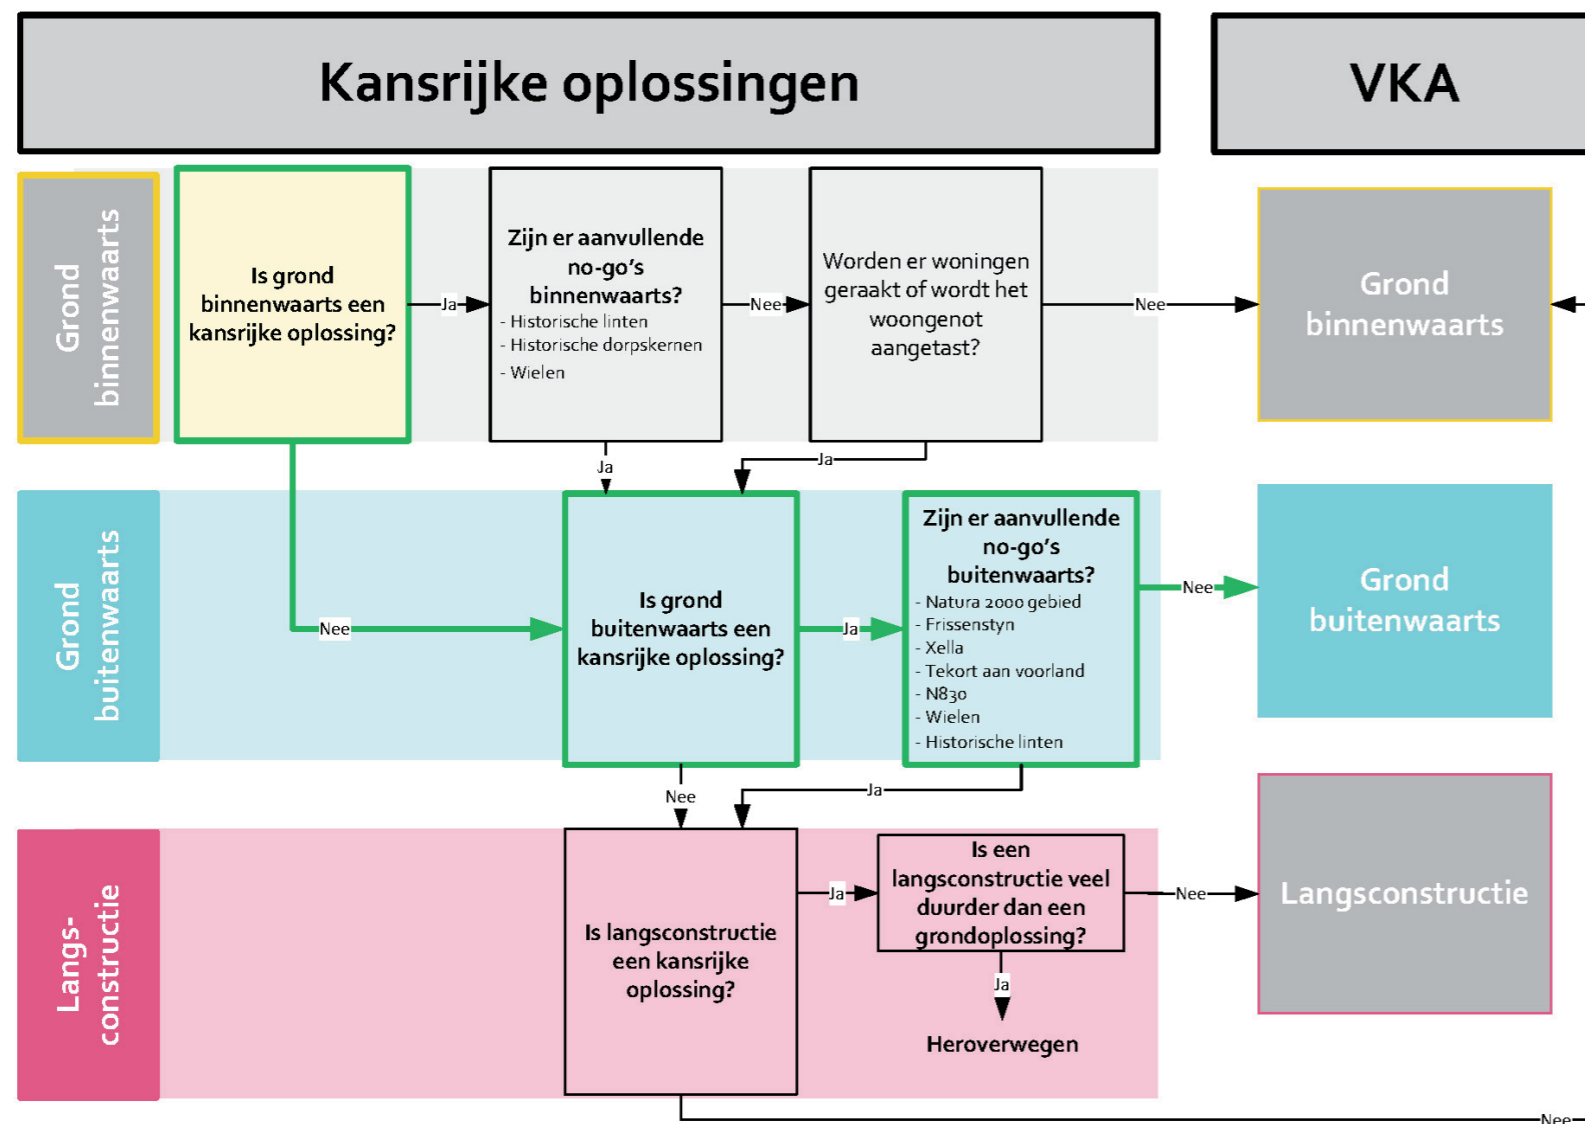 Kansrijke oplossingen
VKA
Grond
binnenwaarts
Is grond
binnenwaarts een
kansrijke oplossing?
Ja
Zijn er aanvullende
no-go's
binnenwaarts?
- Historische linten
- Historische dorpskernen
- Wielen
Nee
Worden er woningen
geraakt of wordt het
woongenot
aangetast?
Nee
Grond
binnenwaarts
Ja
Ja
Grond
buitenwaarts
Nee
Is grond
buitenwaarts een
kansrijke oplossing?
Ja
Zijn er aanvullende
no-go's
buitenwaarts?
- Natura 2000 gebied
- Frissenstyn
- Xella
- Tekort aan voorland
- N830
- Wielen
- Historische linten
Nee
Grond
buitenwaarts
Nee
Ja
Langs-
constructie
Is langsconstructie
een kansrijke
oplossing?
Ja
Is een
langsconstructie veel
duurder dan een
grondoplossing?
Nee
Langsconstructie
Ja
Heroverwegen
Nee